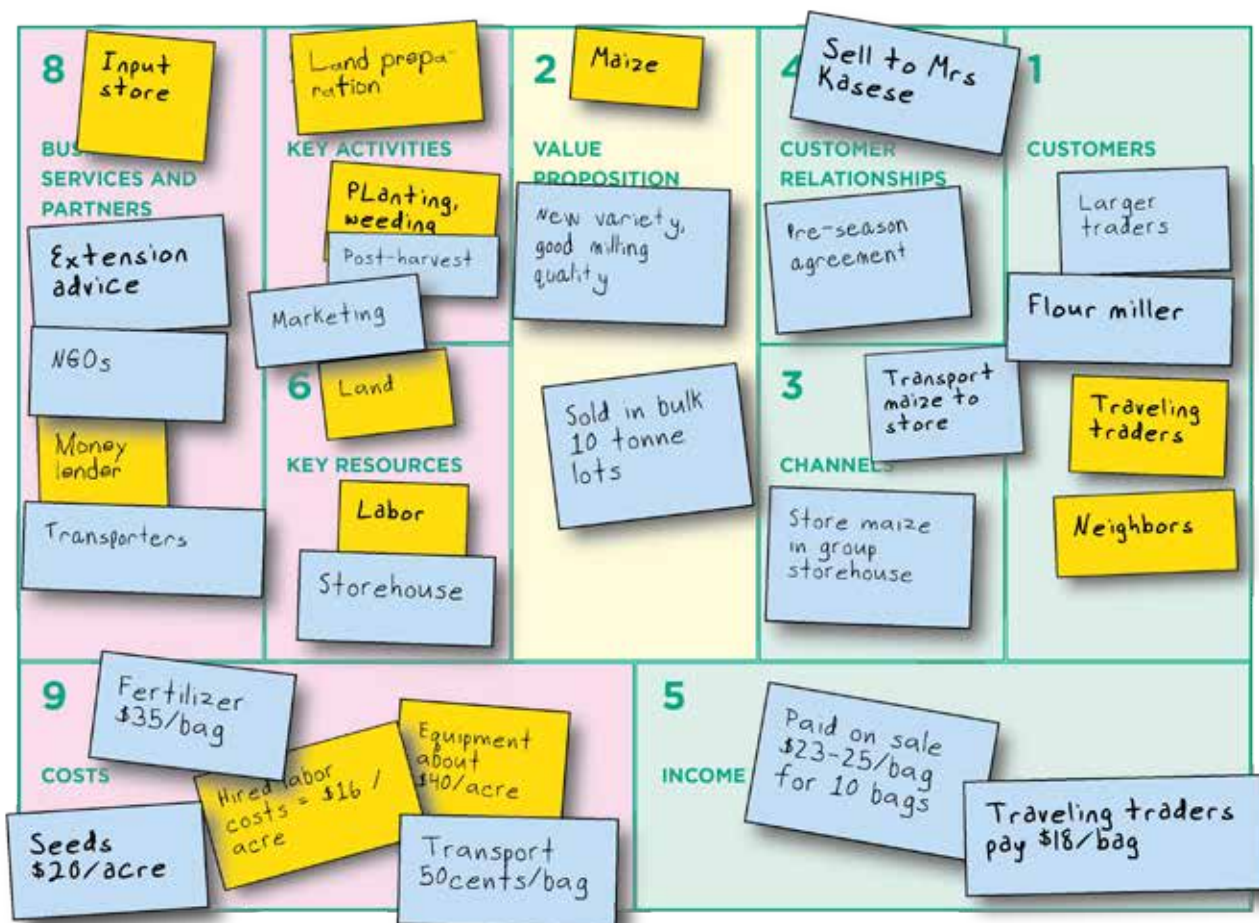 8
Input
store
BUS
SERVICES AND
PARTNERS
Extension
advice
NGOs
Money
lender
Transporters
Land prepa-
ration
KEY ACTIVITIES
PLanting,
weeding
Post-harvest
Marketing
6
Land
KEY RESOURCES
Labor
Storehouse
2
Maize
VALUE
PROPOSITION
New variety,
good milling
quality
Sold in bulk
10 tonne
lots
4
Sell to Mrs
Kasese
CUSTOMER
RELATIONSHIPS
Pre-season
agreement
3
Transport
maize to
store
CHANNELS
Store maize
in group
storehouse
1
CUSTOMERS
Larger
traders
Flour miller
Traveling
traders
Neighbors
9
Fertilizer
$35/bag
COSTS
Hired labor
costs = $16 /
acre
Equipment
about
$40/acre
Seeds
$20/acre
Transport
50cents/bag
5
INCOME
Paid on sale
$23-25/bag
for 10 bags
Traveling traders
pay $18/bag